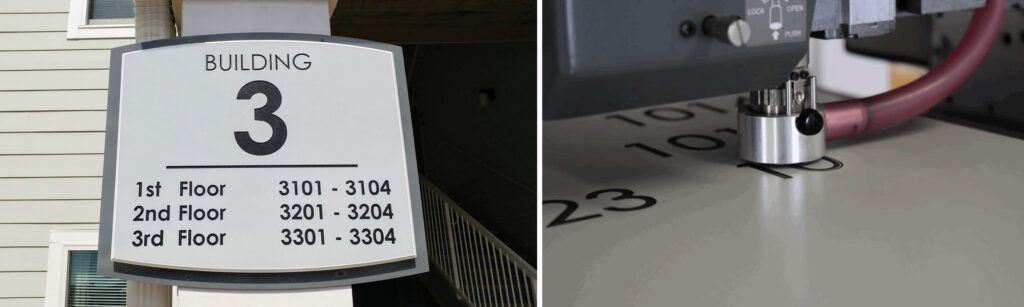 BUILDING
3
1st Floor 3101 - 3104
2nd Floor 3201 - 3204
3rd Floor 3301 - 3304
LOCK OPEN
PUSH
101
101
23
10